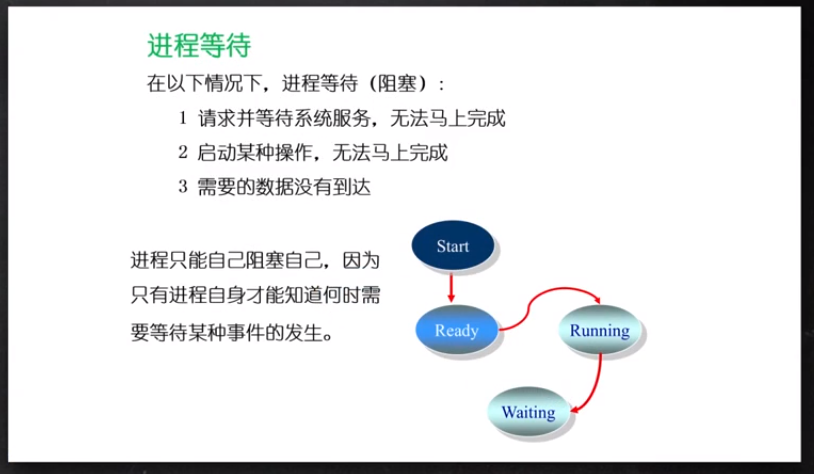 进程等待
在以下情况下，进程等待（阻塞）:
1 请求并等待系统服务，无法马上完成
2 启动某种操作，无法马上完成
3 需要的数据没有到达
进程只能自己阻塞自己，因为
只有进程自身才能知道何时需
要等待某种事件的发生。
Start
Ready
Running
Waiting